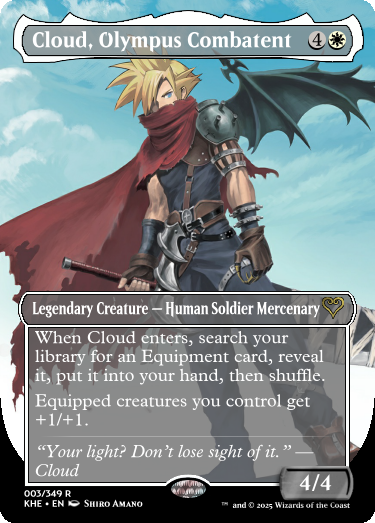 Cloud, Olympus Combatent 4
Legendary Creature — Human Soldier Mercenary
When Cloud enters, search your
library for an Equipment card, reveal
it, put it into your hand, then shuffle.
Equipped creatures you control get
+1/+1.
“Your light? Don’t lose sight of it.” —
Cloud
4/4
003/349 R
KHE • EN Shiro Amano
™ and © 2025 Wizards of the Coast